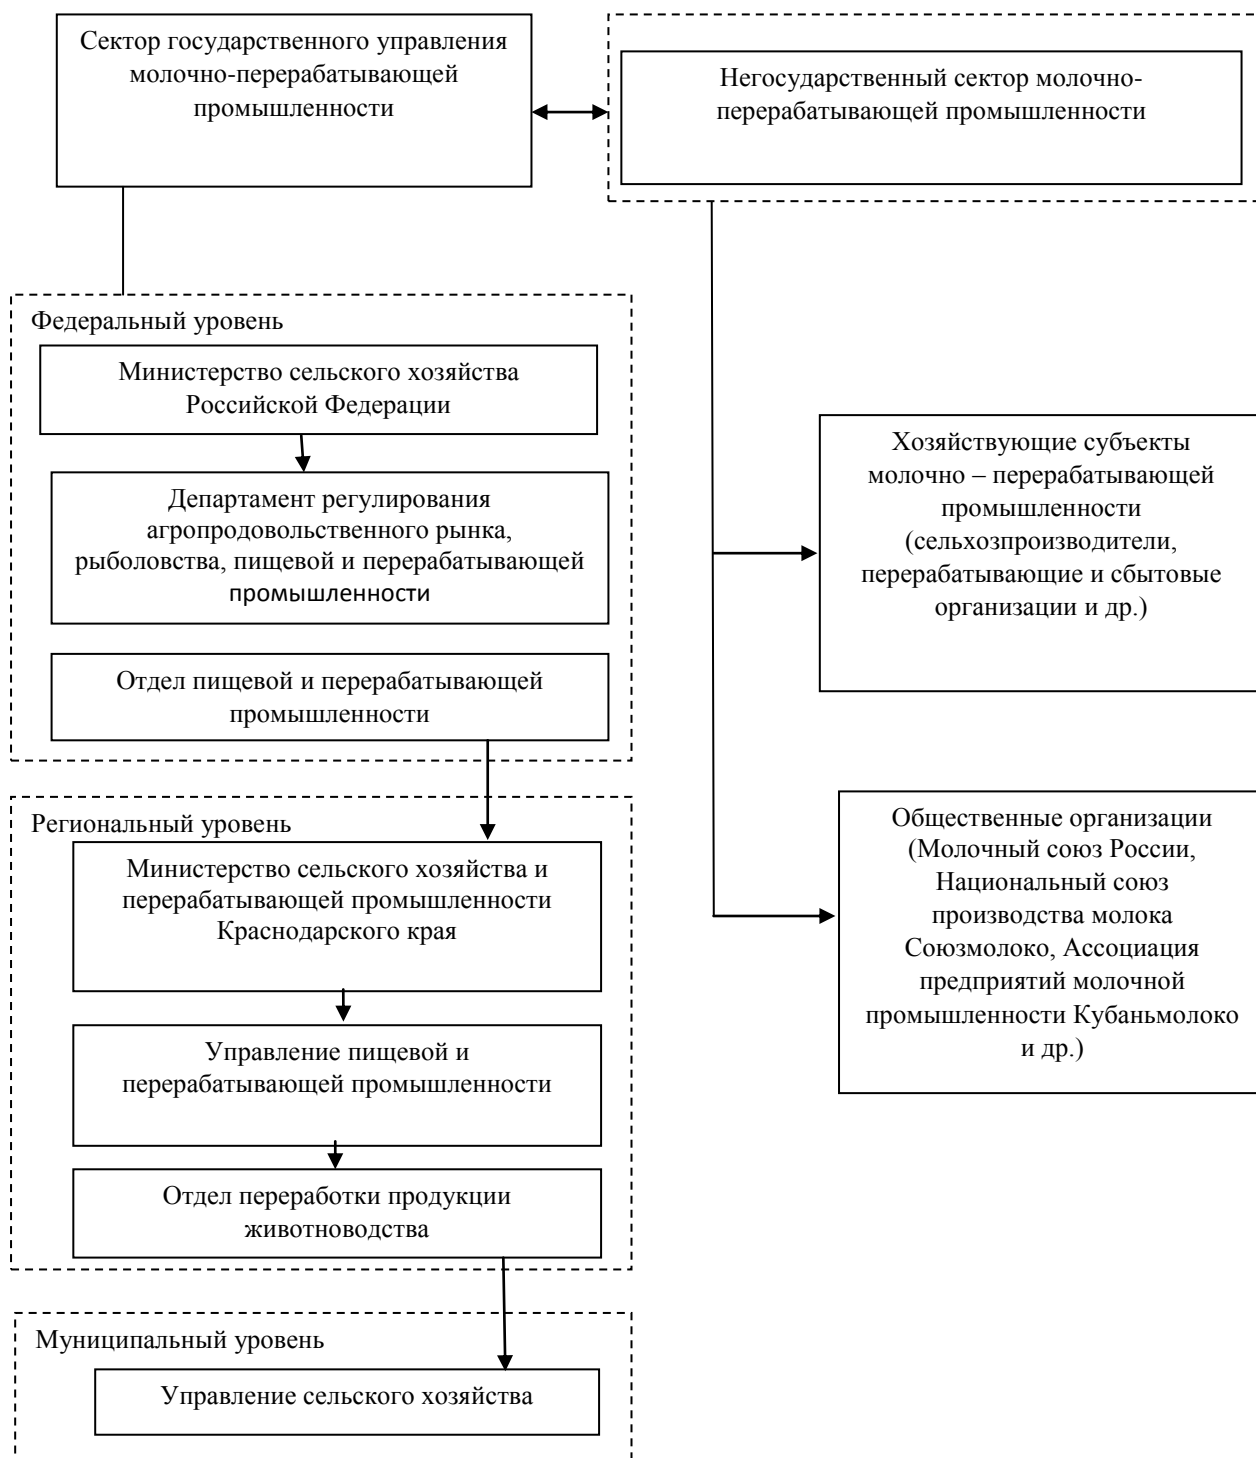 Сектор государственного управления
молочно-перерабатывающей
промышленности
Негосударственный сектор молочно-
перерабатывающей промышленности
Федеральный уровень
Министерство сельского хозяйства
Российской Федерации
Департамент регулирования
агропродовольственного рынка,
рыболовства, пищевой и перерабатывающей
промышленности
Отдел пищевой и перерабатывающей
промышленности
Региональный уровень
Министерство сельского хозяйства и
перерабатывающей промышленности
Краснодарского края
Управление пищевой и
перерабатывающей промышленности
Отдел переработки продукции
животноводства
Муниципальный уровень
Управление сельского хозяйства
Хозяйствующие субъекты
молочно – перерабатывающей
промышленности
(сельхозпроизводители,
перерабатывающие и сбытовые
организации и др.)
Общественные организации
(Молочный союз России,
Национальный союз
производства молока
Союзмолоко, Ассоциация
предприятий молочной
промышленности Кубаньмолоко
и др.)